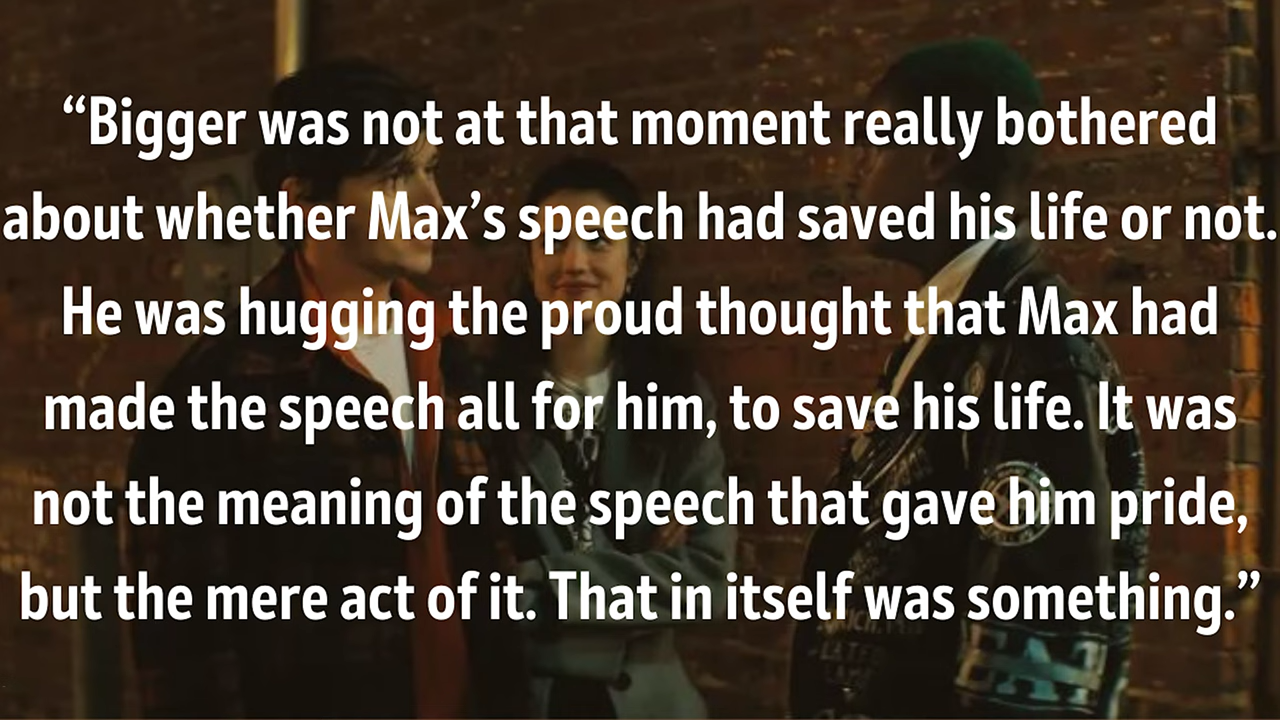 “Bigger was not at that moment really bothered
about whether Max’s speech had saved his life or not.
He was hugging the proud thought that Max had
made the speech all for him, to save his life. It was
not the meaning of the speech that gave him pride,
but the mere act of it. That in itself was something.”